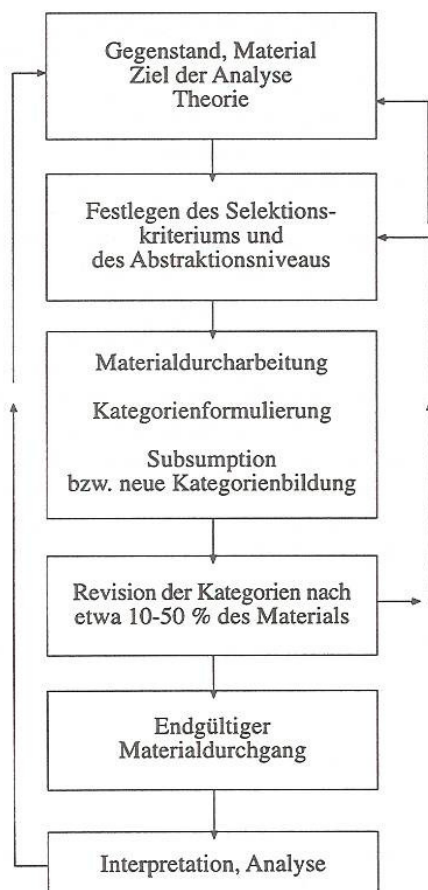 Gegenstand, Material
Ziel der Analyse
Theorie
Festlegen des Selektions-
kriteriums und
des Abstraktionsniveaus
Materialdurcharbeitung
Kategorienformulierung
Subsumption
bzw. neue Kategorienbildung
Revision der Kategorien nach
etwa 10-50 % des Materials
Endgültiger
Materialdurchgang
Interpretation, Analyse